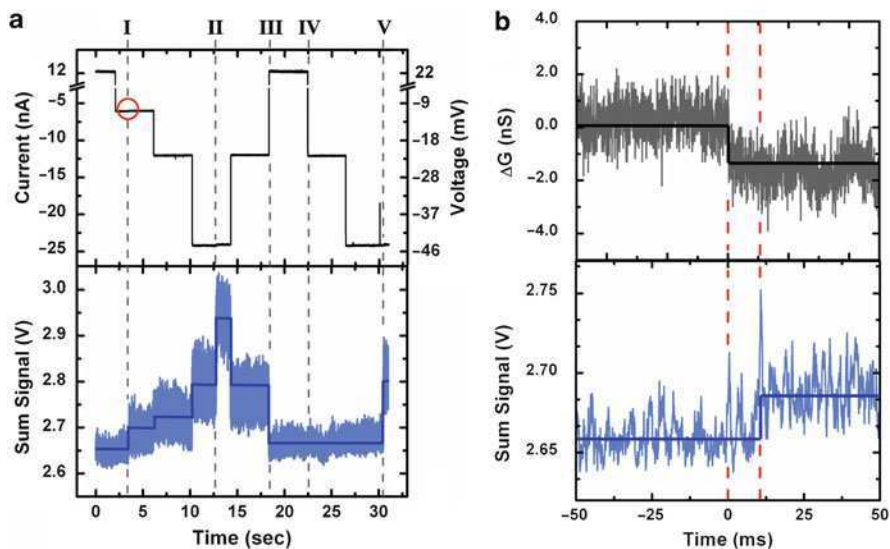 a
I II III IV V
12
−5
−10
−15
−20
−25
Current (nA)
22
−9
−18
−28
−37
−46
Voltage (mV)
3.0
2.9
2.8
2.7
2.6
Sum Signal (V)
0 5 10 15 20 25 30
Time (sec)
b
4.0
2.0
0.0
−2.0
−4.0
ΔG (nS)
2.75
2.70
2.65
Sum Signal (V)
−50 −25 0 25 50
Time (ms)